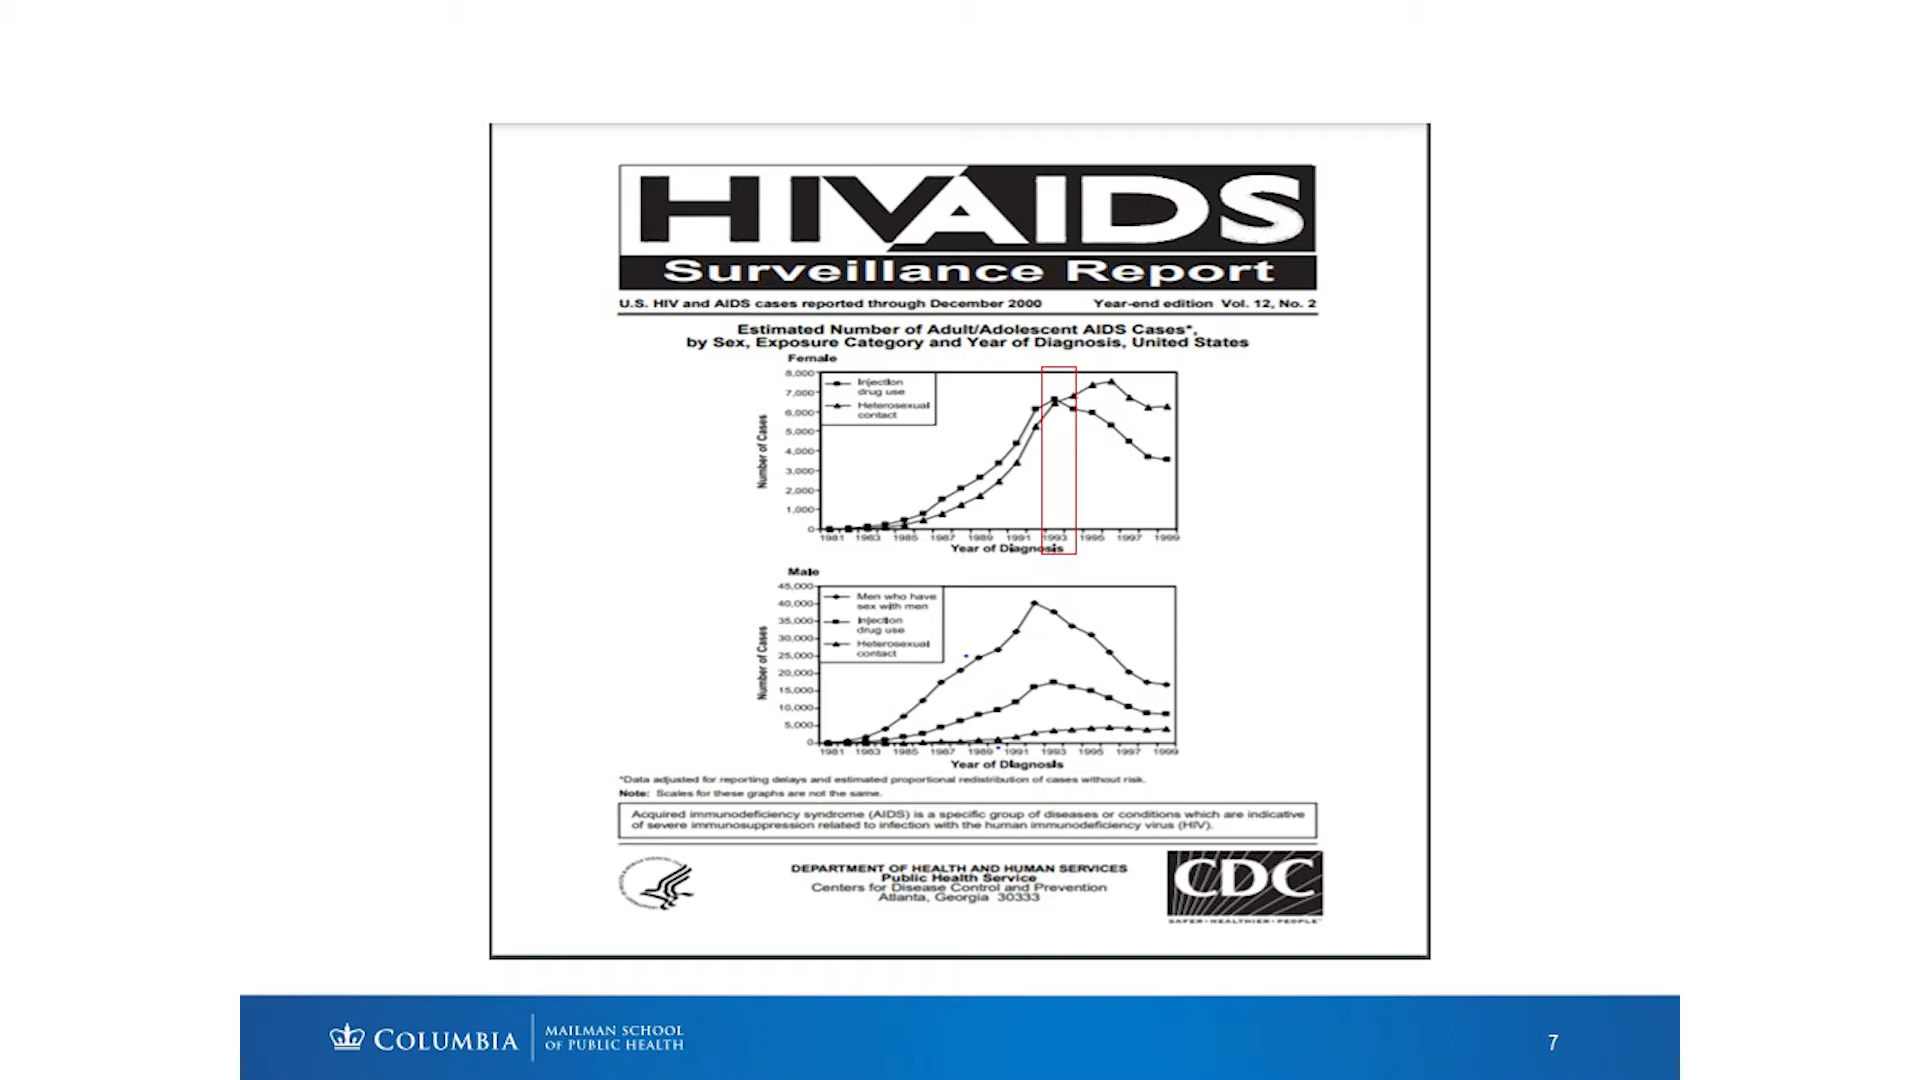 HIV/AIDS
Surveillance Report
U.S. HIV and AIDS cases reported through December 2000 Year-end edition Vol. 12, No. 2
Estimated Number of Adult/Adolescent AIDS Cases*,
by Sex, Exposure Category and Year of Diagnosis, United States
Female
8,000
7,000
6,000
5,000
4,000
3,000
2,000
1,000
0
Number of Cases
Injection
drug use
Heterosexual
contact
1981 1983 1985 1987 1989 1991 1993 1995 1997 1999
Year of Diagnosis
Male
45,000
40,000
35,000
30,000
25,000
20,000
15,000
10,000
5,000
0
Number of Cases
Men who have
sex with men
Injection
drug use
Heterosexual
contact
1981 1983 1985 1987 1989 1991 1993 1995 1997 1999
Year of Diagnosis
*Data adjusted for reporting delays and estimated proportional redistribution of cases without risk.
Note: Scales for these graphs are not the same.
Acquired immunodeficiency syndrome (AIDS) is a specific group of diseases or conditions which are indicative
of severe immunosuppression related to infection with the human immunodeficiency virus (HIV).
DEPARTMENT OF HEALTH AND HUMAN SERVICES
Public Health Service
Centers for Disease Control and Prevention
Atlanta, Georgia 30333
CDC
SAFER • HEALTHIER • PEOPLE™
COLUMBIA
MAILMAN SCHOOL
OF PUBLIC HEALTH
7